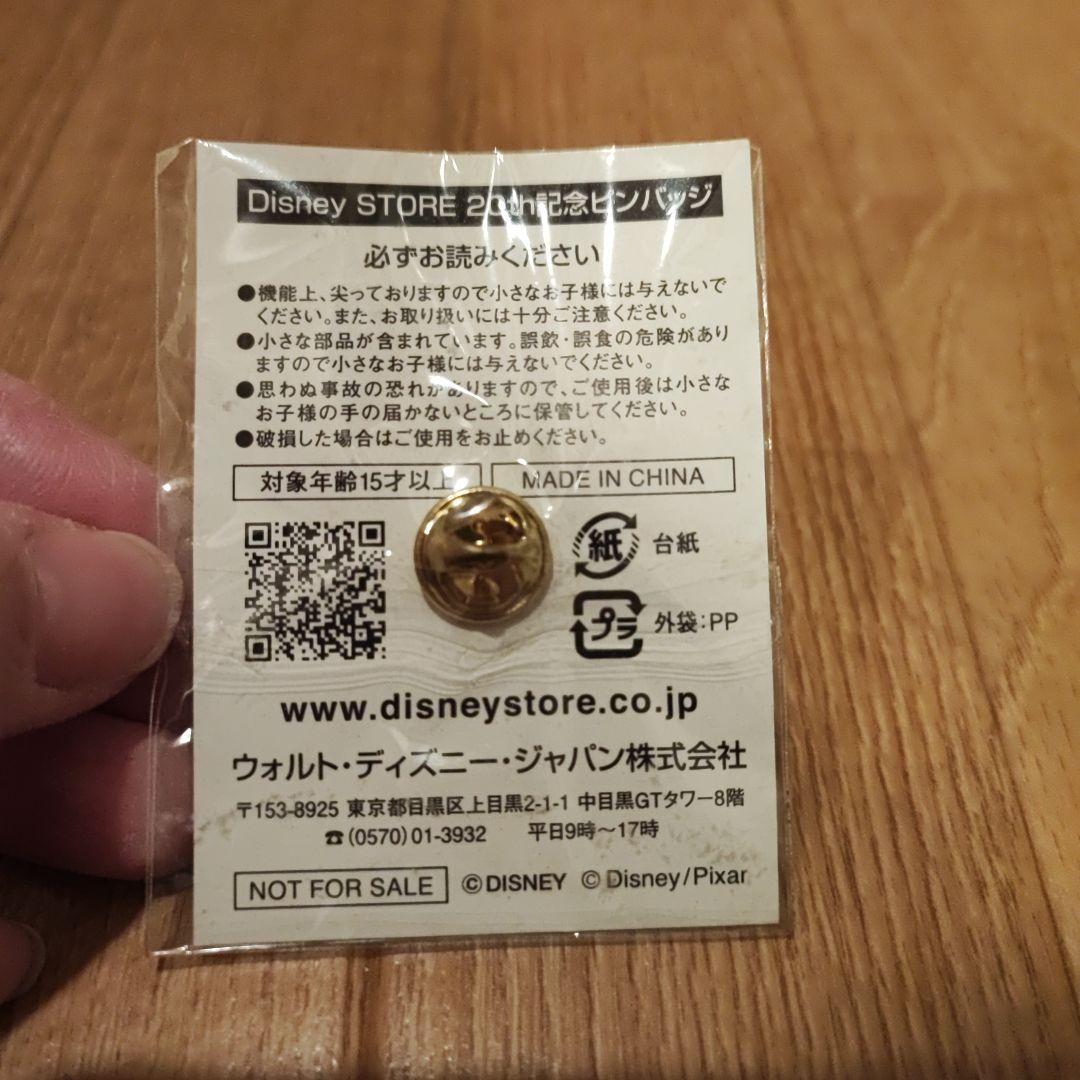 Disney STORE 20th記念ピンバッジ
必ずお読みください
●機能上、尖っておりますので小さなお子様には与えないで
ください。また、お取り扱いには十分ご注意ください。
●小さな部品が含まれています。誤飲・誤食の危険があり
ますので小さなお子様には与えないでください。
●思わぬ事故の恐れがありますので、ご使用後は小さな
お子様の手の届かないところに保管してください。
●破損した場合はご使用をお止めください。
対象年齢15才以上 MADE IN CHINA
紙 台紙
プラ 外袋:PP
www.disneystore.co.jp
ウォルト・ディズニー・ジャパン株式会社
〒153-8925 東京都目黒区上目黒2-1-1 中目黒GTタワー8階
☎(0570)01-3932 平日9時〜17時
NOT FOR SALE ©DISNEY ©Disney/Pixar